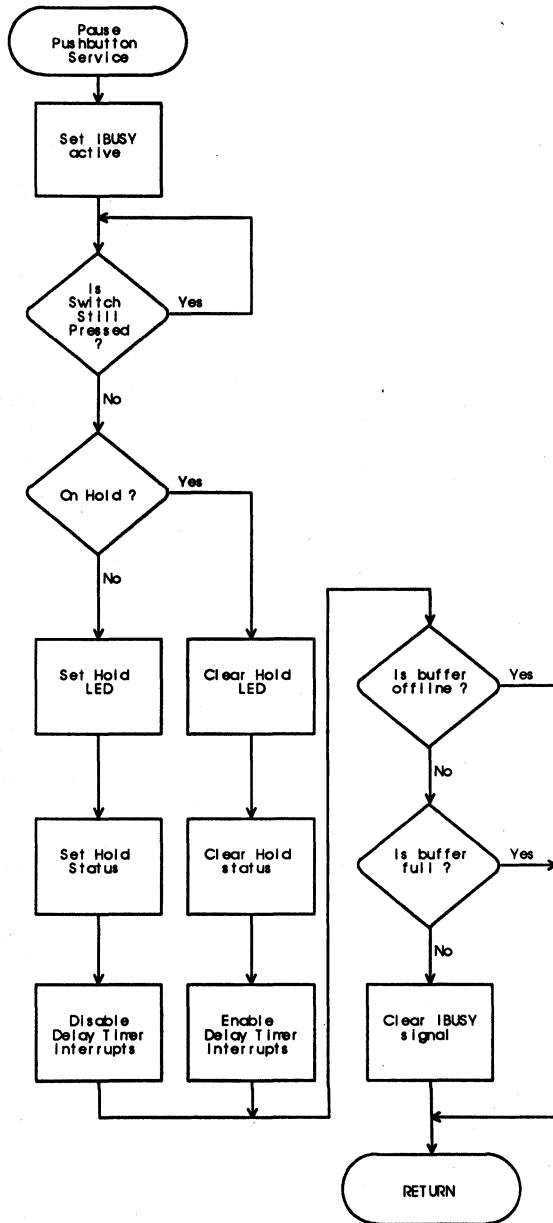 Pause
Pushbutton
Service
Set IBUSY
active
Is
Switch
Still
Pressed
?
Yes
No
On Hold ?
Yes
No
Set Hold
LED
Clear Hold
LED
Set Hold
Status
Clear Hold
status
Disable
Delay Timer
Interrupts
Enable
Delay Timer
Interrupts
Is buffer
offline ?
Yes
No
Is buffer
full ?
Yes
No
Clear IBUSY
signal
RETURN